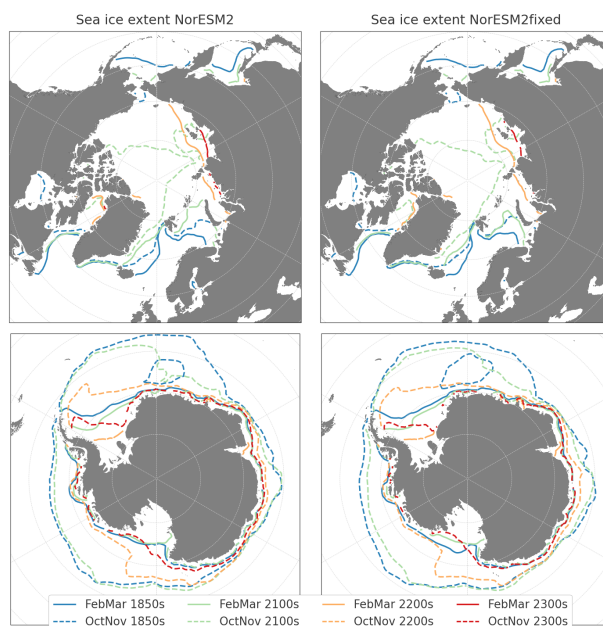 Sea ice extent NorESM2
Sea ice extent NorESM2fixed
FebMar 1850s
FebMar 2100s
FebMar 2200s
FebMar 2300s
OctNov 1850s
OctNov 2100s
OctNov 2200s
OctNov 2300s